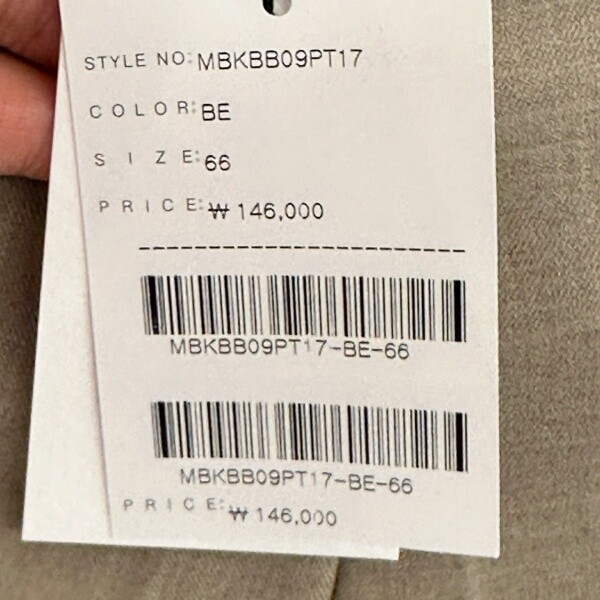 STYLE NO: MBKBB09PT17
COLOR: BE
SIZE: 66
PRICE: ₩ 146,000
MBKBB09PT17-BE-66
MBKBB09PT17-BE-66
PRICE: ₩ 146,000